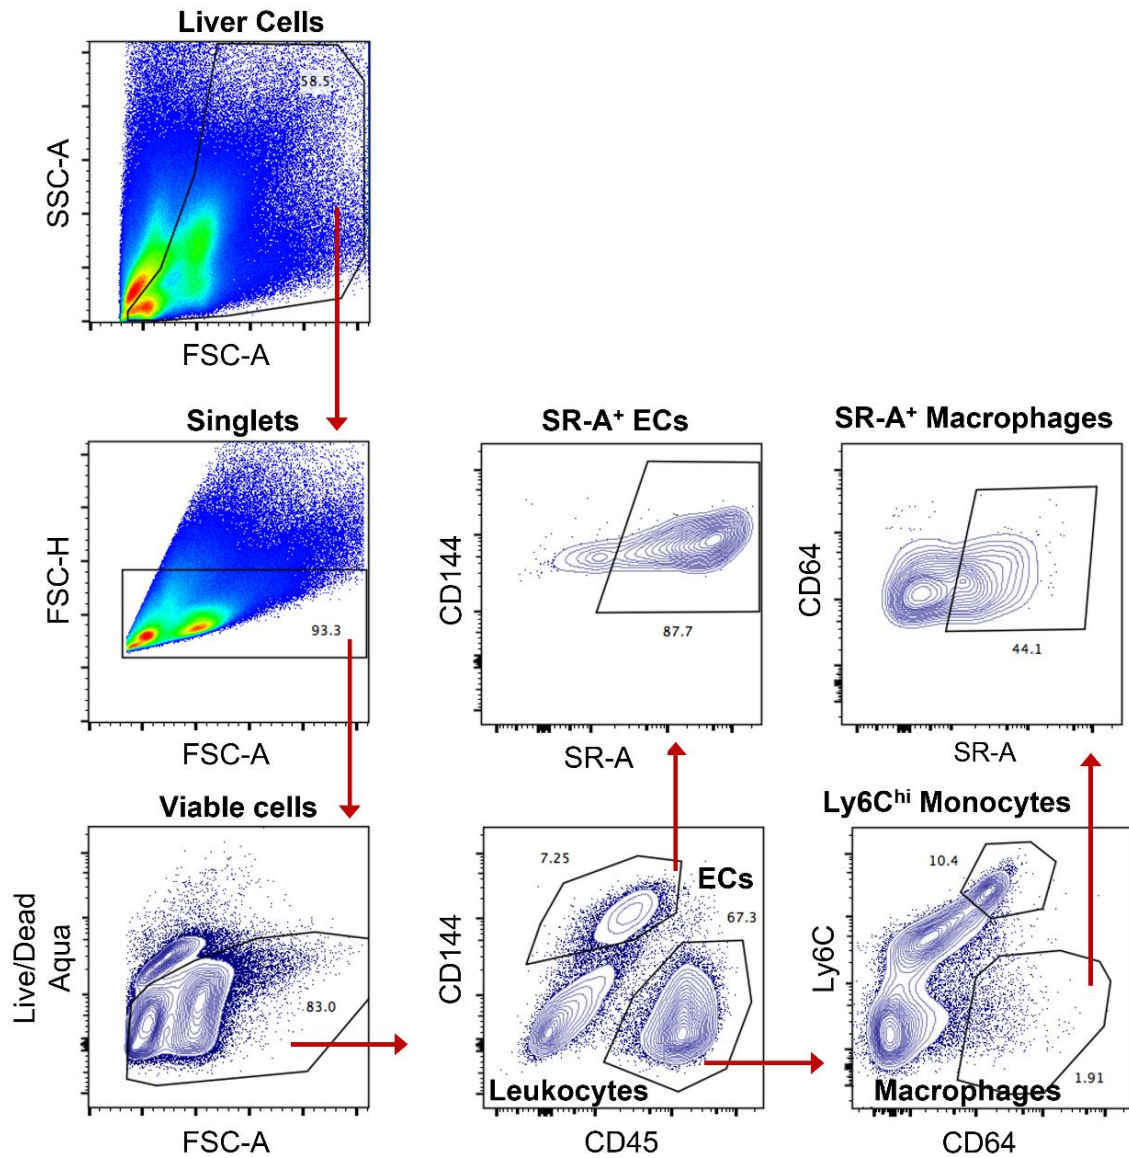 Liver Cells
58.5
SSC-A
FSC-A
Singlets
93.3
FSC-H
FSC-A
SR-A⁺ ECs
87.7
CD144
SR-A
SR-A⁺ Macrophages
44.1
CD64
SR-A
Viable cells
83.0
Live/Dead
Aqua
FSC-A
7.25
ECs
67.3
CD144
Leukocytes
CD45
Ly6Cʰⁱ Monocytes
10.4
Ly6C
Macrophages
1.91
CD64